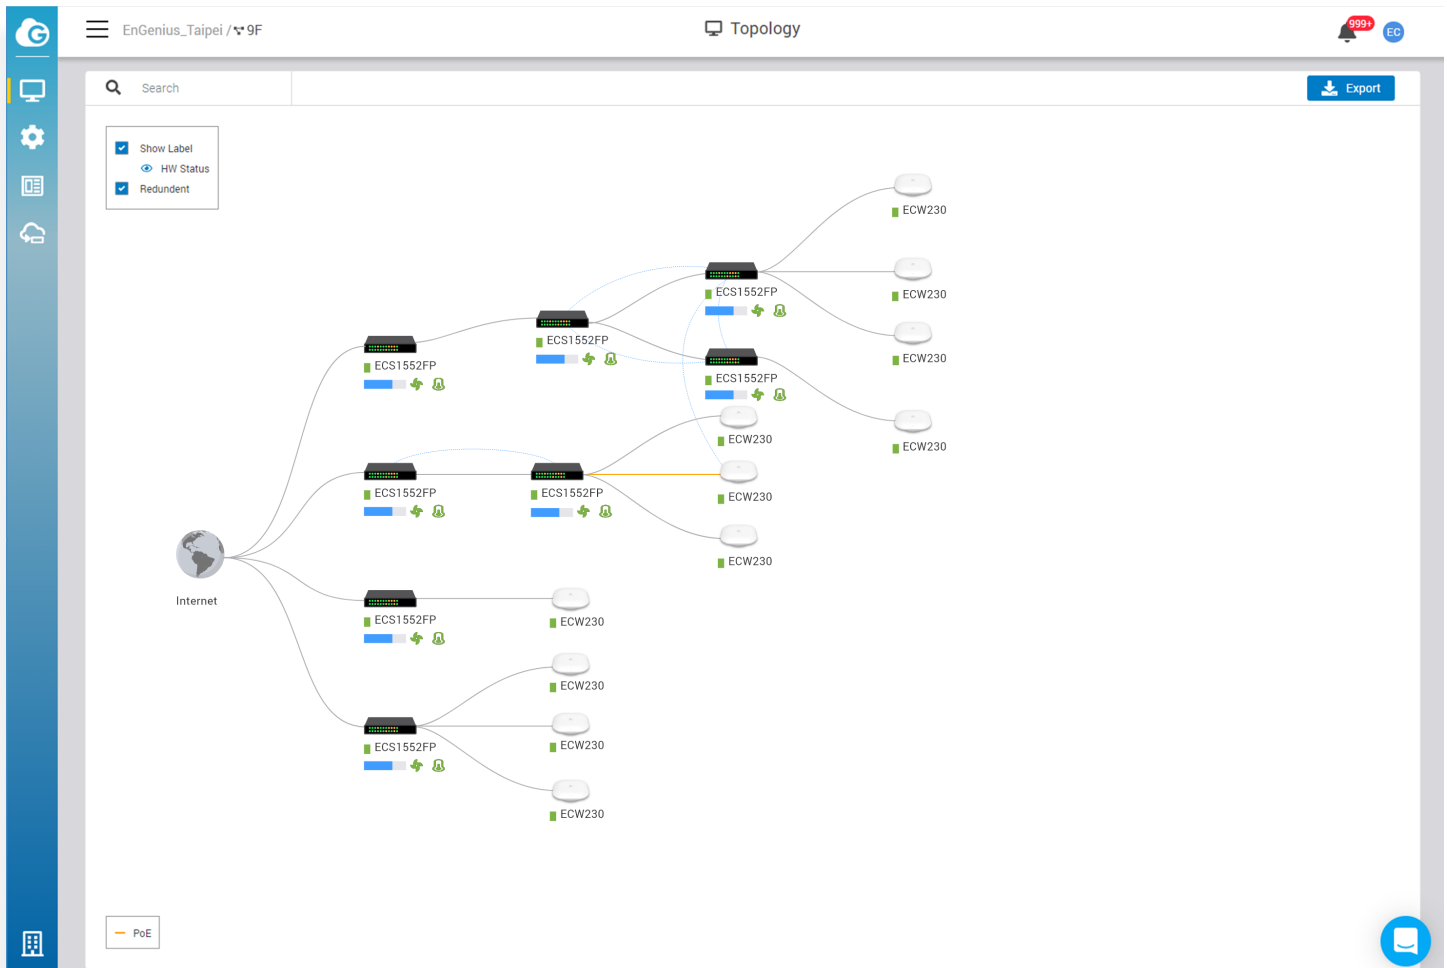 EnGenius_Taipei / 9F
Topology
999+
EC
Search
Export
Show Label
HW Status
Redundent
ECW230
ECW230
ECS1552FP
ECS1552FP
ECW230
ECS1552FP
ECS1552FP
ECW230
ECW230
ECS1552FP
ECS1552FP
ECW230
ECW230
Internet
ECS1552FP
ECW230
ECW230
ECS1552FP
ECW230
ECW230
PoE